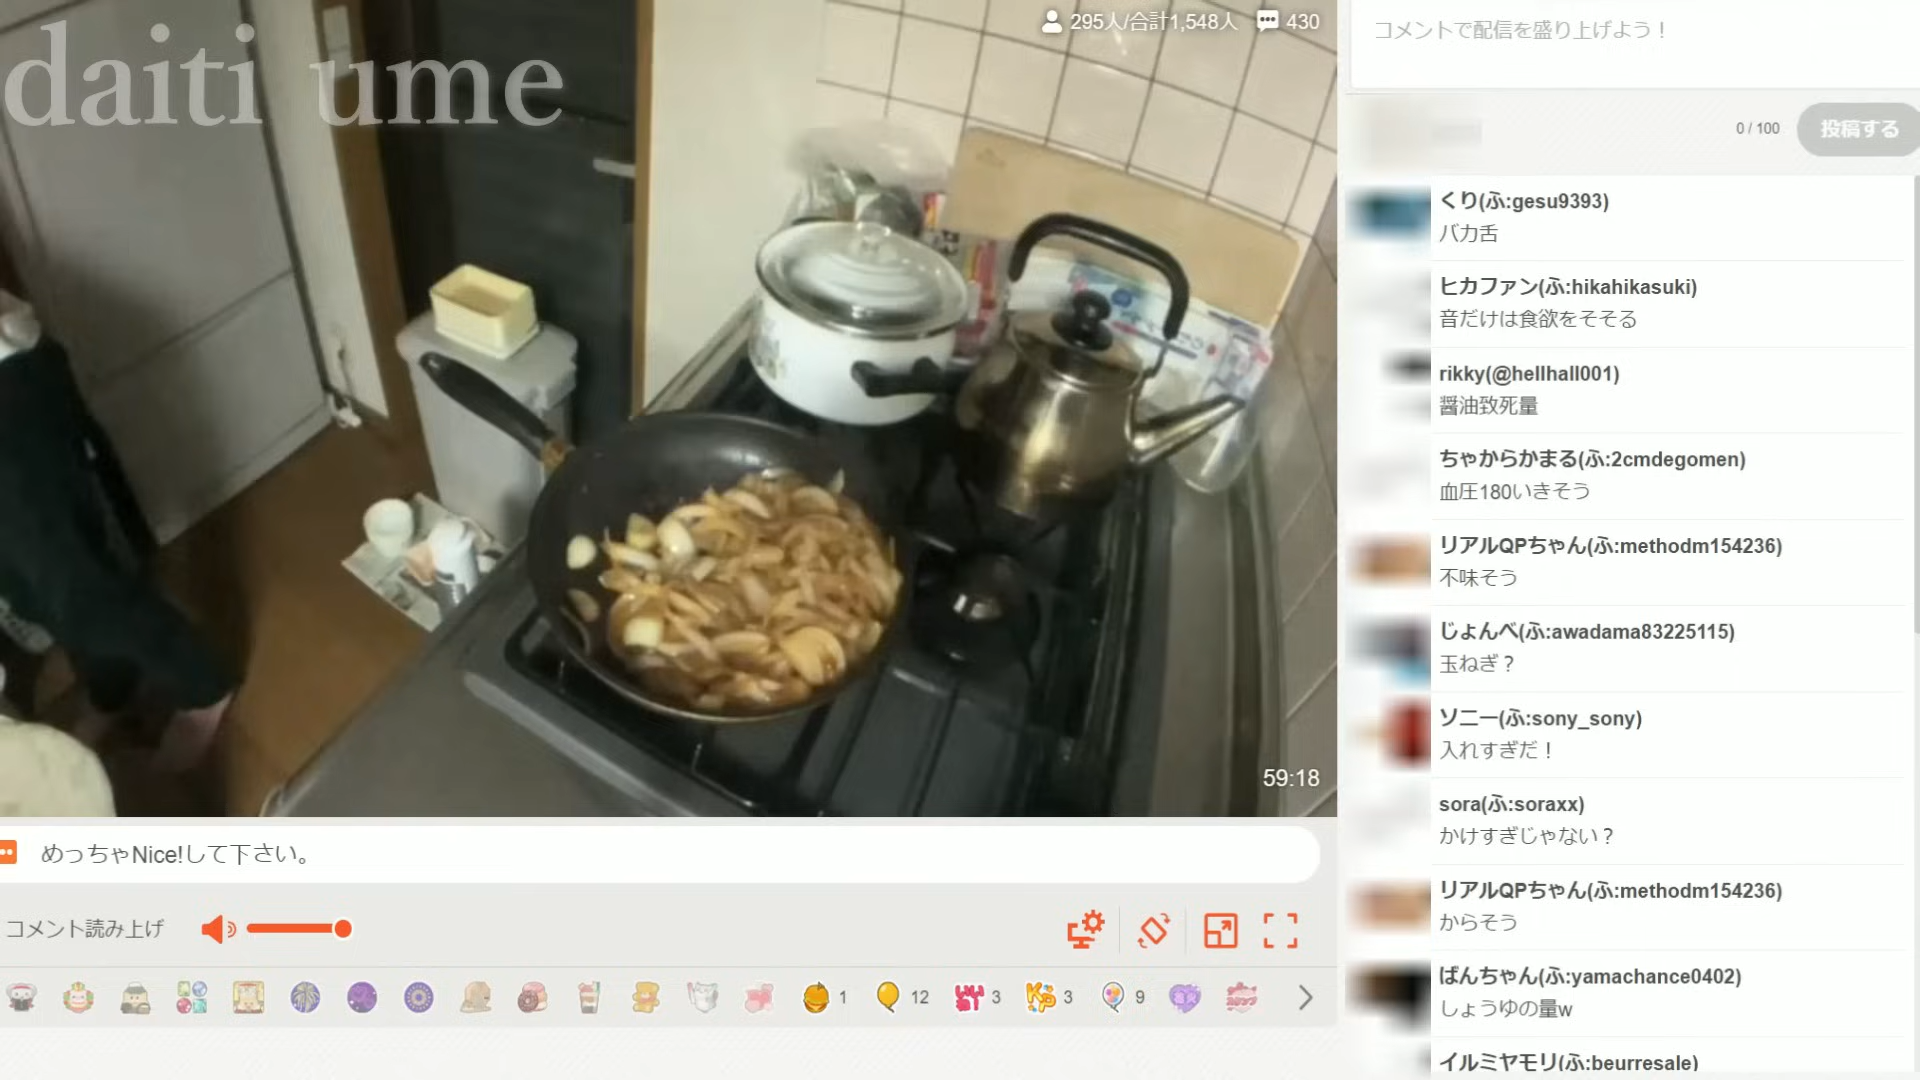 daiti ume
295人/合計1,548人 430
59:18
めっちゃNice!して下さい。
コメント読み上げ
1
12
3
3
9
コメントで配信を盛り上げよう！
0 / 100
投稿する
くり(ふ:gesu9393)
バカ舌
ヒカファン(ふ:hikahikasuki)
音だけは食欲をそそる
rikky(@hellhall001)
醤油致死量
ちゃからかまる(ふ:2cmdegomen)
血圧180いきそう
リアルQPちゃん(ふ:methodm154236)
不味そう
じょんべ(ふ:awadama83225115)
玉ねぎ？
ソニー(ふ:sony_sony)
入れすぎだ！
sora(ふ:soraxx)
かけすぎじゃない？
リアルQPちゃん(ふ:methodm154236)
からそう
ばんちゃん(ふ:yamachance0402)
しょうゆの量w
イルミヤモリ(ふ:beurresale)